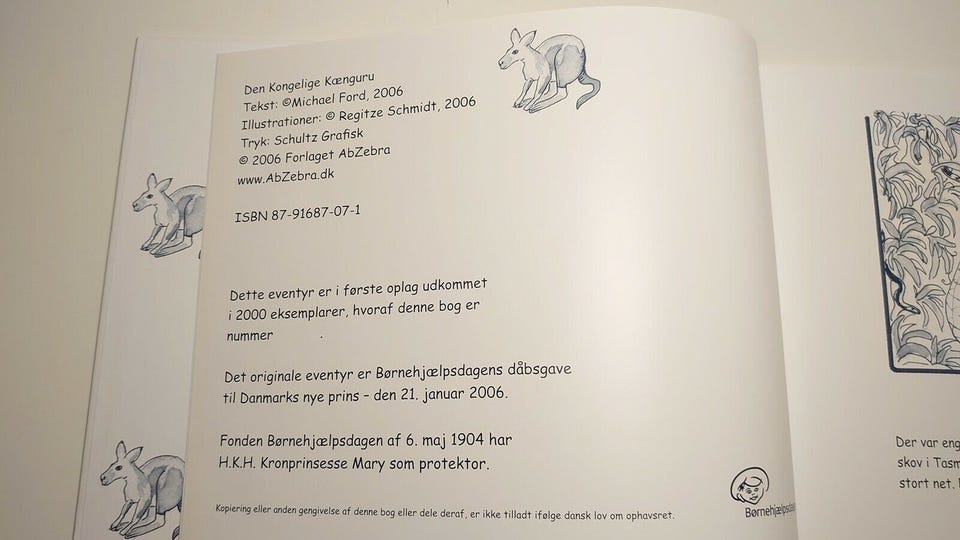 Den Kongelige Kænguru
Tekst: ©Michael Ford, 2006
Illustrationer: © Regitze Schmidt, 2006
Tryk: Schultz Grafisk
© 2006 Forlaget AbZebra
www.AbZebra.dk
ISBN 87-91687-07-1
Dette eventyr er i første oplag udkommet
i 2000 eksemplarer, hvoraf denne bog er
nummer .
Det originale eventyr er Børnehjælpsdagens dåbsgave
til Danmarks nye prins – den 21. januar 2006.
Fonden Børnehjælpsdagen af 6. maj 1904 har
H.K.H. Kronprinsesse Mary som protektor.
Kopiering eller anden gengivelse af denne bog eller dele deraf, er ikke tilladt ifølge dansk lov om ophavsret.
Der var
skov i
stort net.